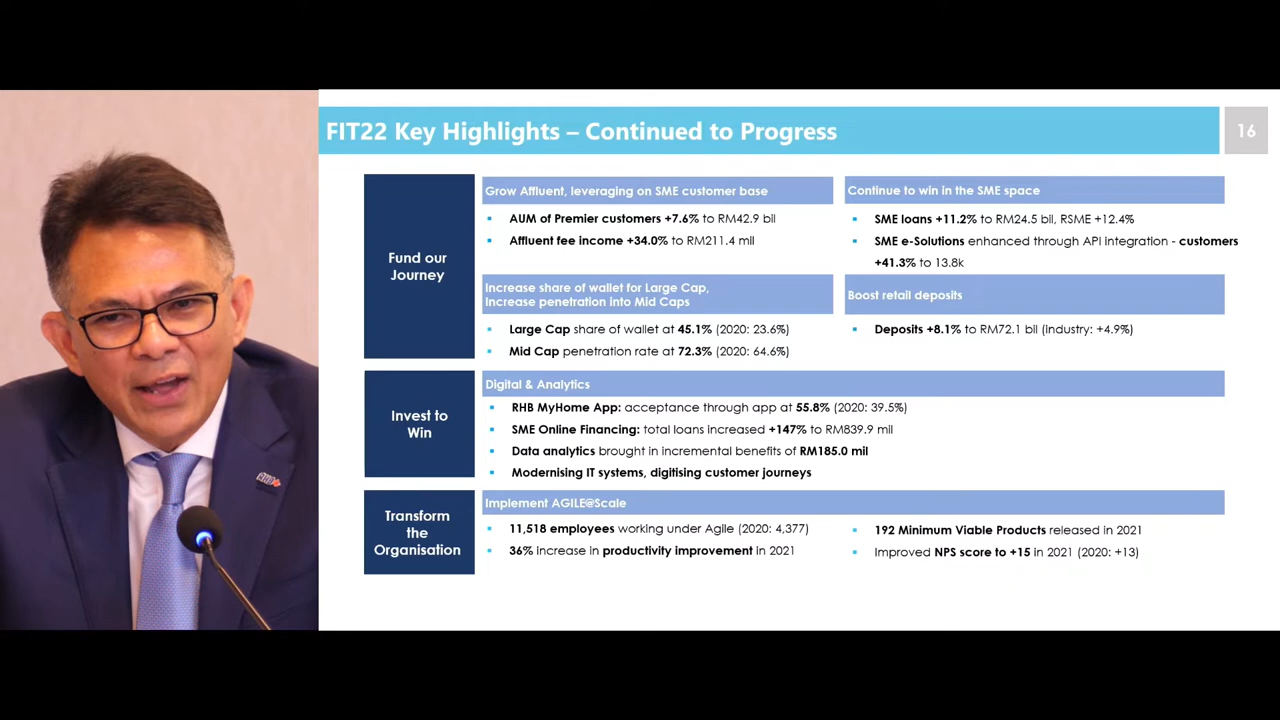 FIT22 Key Highlights – Continued to Progress
16
Fund our
Journey
Grow Affluent, leveraging on SME customer base
▪ AUM of Premier customers +7.6% to RM42.9 bil
▪ Affluent fee income +34.0% to RM211.4 mil
Continue to win in the SME space
▪ SME loans +11.2% to RM24.5 bil, RSME +12.4%
▪ SME e-Solutions enhanced through API integration - customers
+41.3% to 13.8k
Increase share of wallet for Large Cap,
Increase penetration into Mid Caps
▪ Large Cap share of wallet at 45.1% (2020: 23.6%)
▪ Mid Cap penetration rate at 72.3% (2020: 64.6%)
Boost retail deposits
▪ Deposits +8.1% to RM72.1 bil (industry: +4.9%)
Invest to
Win
Digital & Analytics
▪ RHB MyHome App: acceptance through app at 55.8% (2020: 39.5%)
▪ SME Online Financing: total loans increased +147% to RM839.9 mil
▪ Data analytics brought in incremental benefits of RM185.0 mil
▪ Modernising IT systems, digitising customer journeys
Transform
the
Organisation
Implement AGILE@Scale
▪ 11,518 employees working under Agile (2020: 4,377)
▪ 36% increase in productivity improvement in 2021
▪ 192 Minimum Viable Products released in 2021
▪ Improved NPS score to +15 in 2021 (2020: +13)